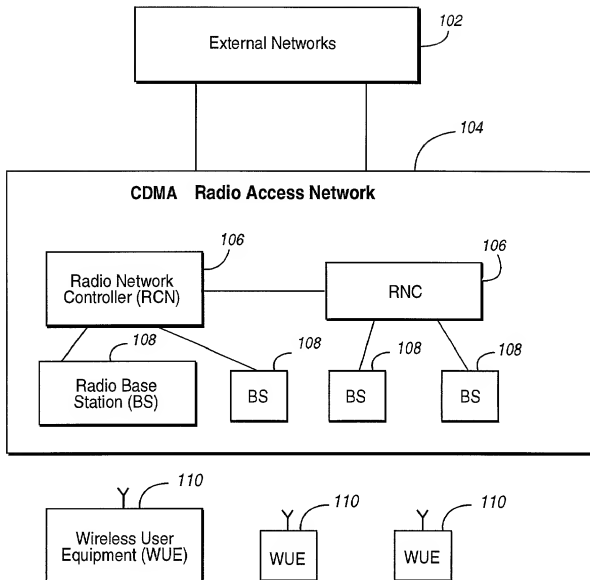 External Networks
102
104
CDMA Radio Access Network
106
Radio Network
Controller (RCN)
106
RNC
108
Radio Base
Station (BS)
108
BS
108
BS
108
BS
110
Wireless User
Equipment (WUE)
110
WUE
110
WUE